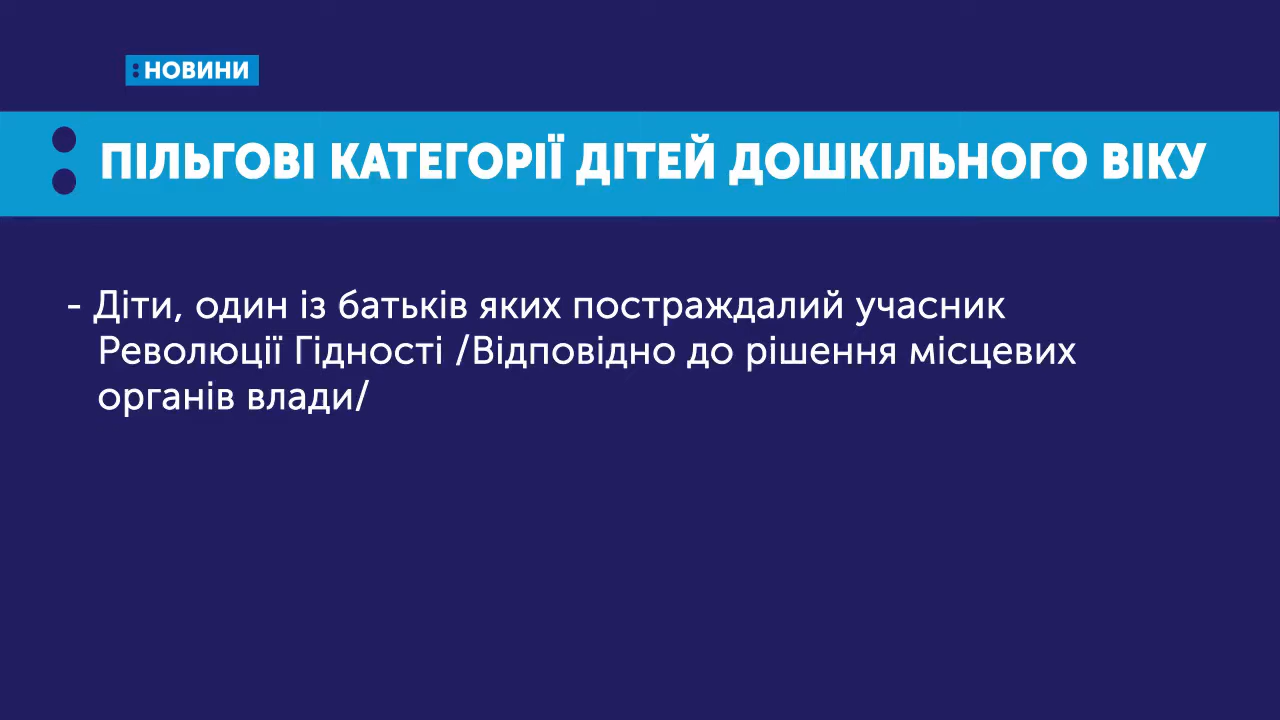 :НОВИНИ
: ПІЛЬГОВІ КАТЕГОРІЇ ДІТЕЙ ДОШКІЛЬНОГО ВІКУ
- Діти, один із батьків яких постраждалий учасник
Революції Гідності /Відповідно до рішення місцевих
органів влади/